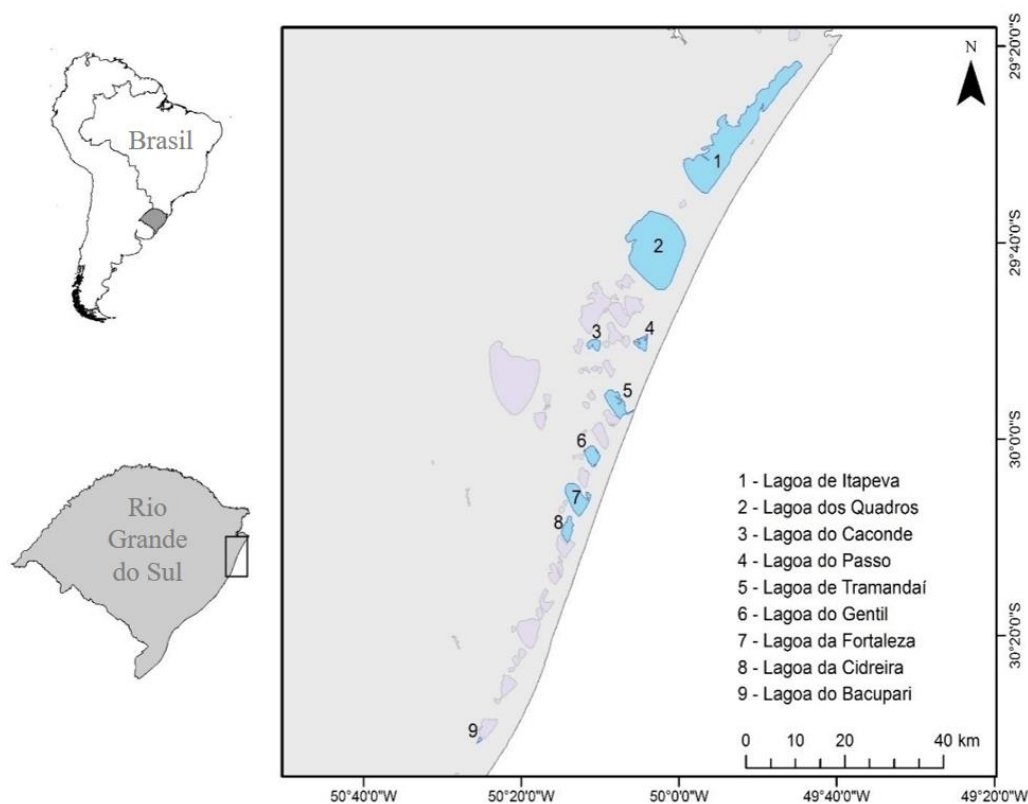 Brasil
Rio
Grande
do Sul
N
1
2
3
4
5
6
7
8
9
1 - Lagoa de Itapeva
2 - Lagoa dos Quadros
3 - Lagoa do Caconde
4 - Lagoa do Passo
5 - Lagoa de Tramandaí
6 - Lagoa do Gentil
7 - Lagoa da Fortaleza
8 - Lagoa da Cidreira
9 - Lagoa do Bacupari
0 10 20 40 km
29°20'0"S
29°40'0"S
30°0'0"S
30°20'0"S
50°40'0"W 50°20'0"W 50°0'0"W 49°40'0"W 49°20'0"W